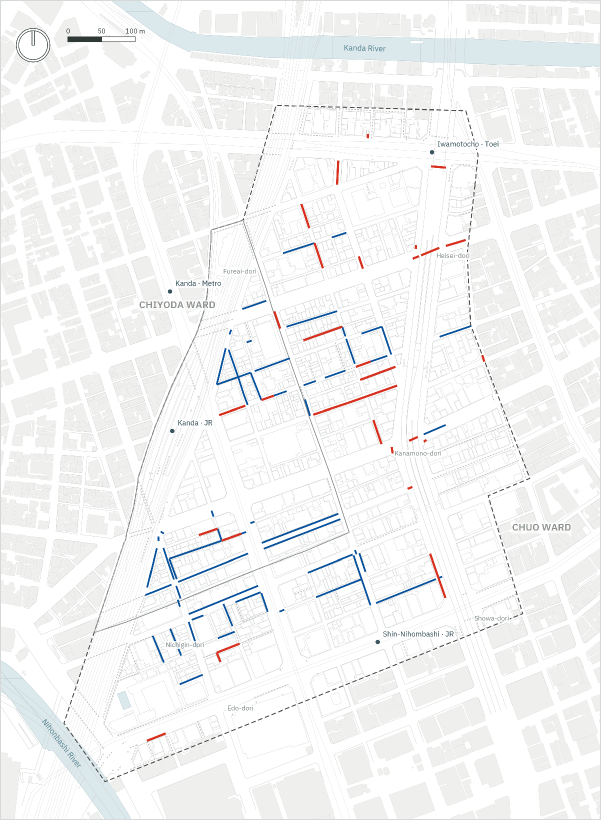 0 50 100 m
Kanda River
Iwamotocho · Toei
Heisei-dori
Fureai-dori
Kanda · Metro
CHIYODA WARD
Kanda · JR
Kanamono-dori
CHUO WARD
Showa-dori
Shin-Nihombashi · JR
Nichigin-dori
Edo-dori
Nihonbashi River